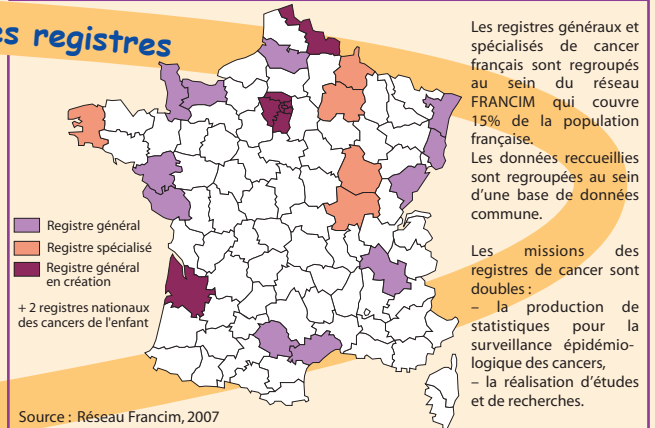 es registres
Les registres généraux et
spécialisés de cancer
français sont regroupés
au sein du réseau
FRANCIM qui couvre
15% de la population
française.
Les données reccueillies
sont regroupées au sein
d'une base de données
commune.
Les missions des
registres de cancer sont
doubles :
– la production de
statistiques pour la
surveillance épidémio-
logique des cancers,
– la réalisation d'études
et de recherches.
Registre général
Registre spécialisé
Registre général
en création
+ 2 registres nationaux
des cancers de l'enfant
Source : Réseau Francim, 2007